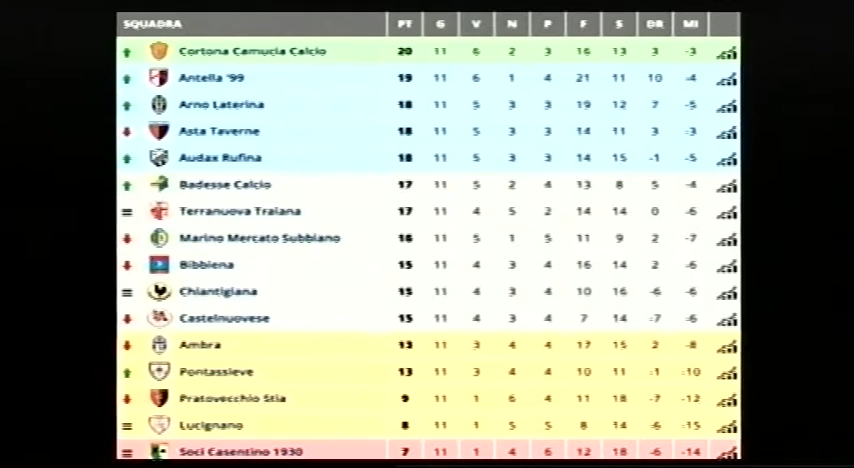 SQUADRA PT G V N P F S DR MI
Cortona Camucia Calcio 20 11 6 2 3 16 13 3 -3
Antella '99 19 11 6 1 4 21 11 10 -4
Arno Laterina 18 11 5 3 3 19 12 7 -5
Asta Taverne 18 11 5 3 3 14 11 3 -3
Audax Rufina 18 11 5 3 3 14 15 -1 -5
Badesse Calcio 17 11 5 2 4 13 8 5 -4
Terranuova Traiana 17 11 4 5 2 14 14 0 -6
Marino Mercato Subbiano 16 11 5 1 5 11 9 2 -7
Bibbiena 15 11 4 3 4 16 14 2 -6
Chiantigiana 15 11 4 3 4 10 16 -6 -6
Castelnuovese 15 11 4 3 4 7 14 -7 -6
Ambra 13 11 3 4 4 17 15 2 -8
Pontassieve 13 11 3 4 4 10 11 -1 -10
Pratovecchio Stia 9 11 1 6 4 11 18 -7 -12
Lucignano 8 11 1 5 5 8 14 -6 -15
Soci Casentino 1930 7 11 1 4 6 12 18 -6 -14